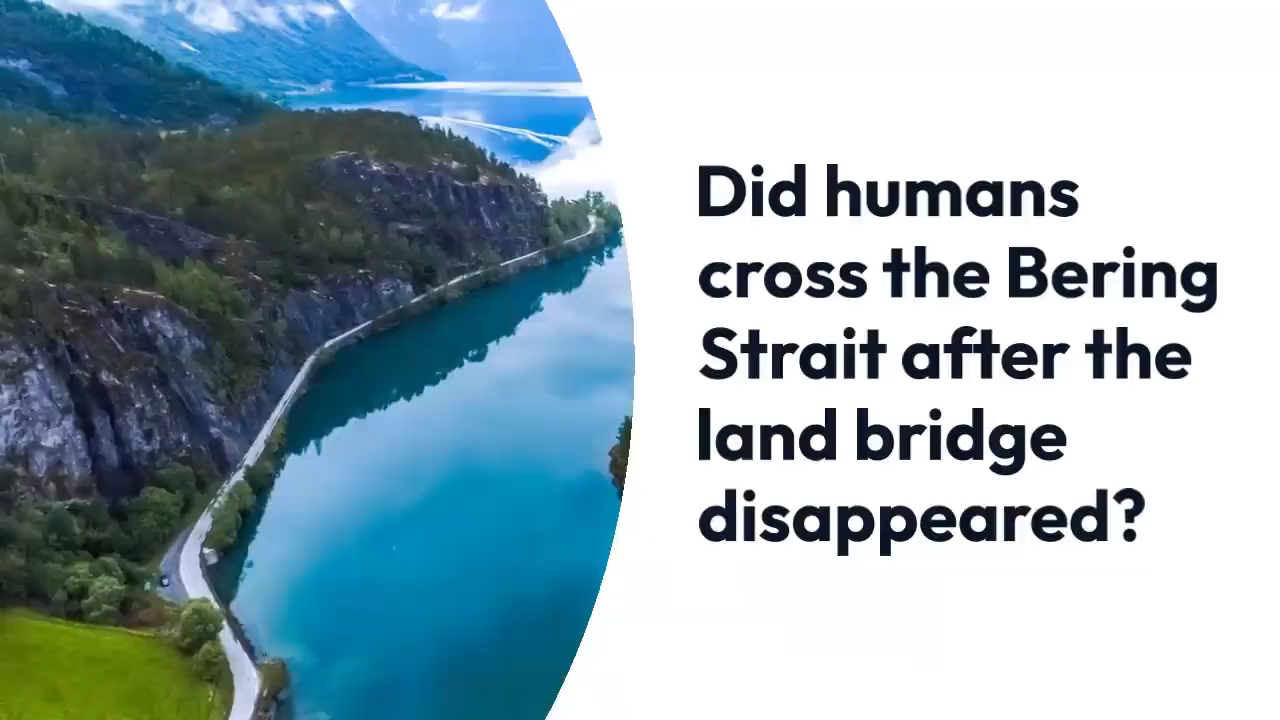 Did humans
cross the Bering
Strait after the
land bridge
disappeared?